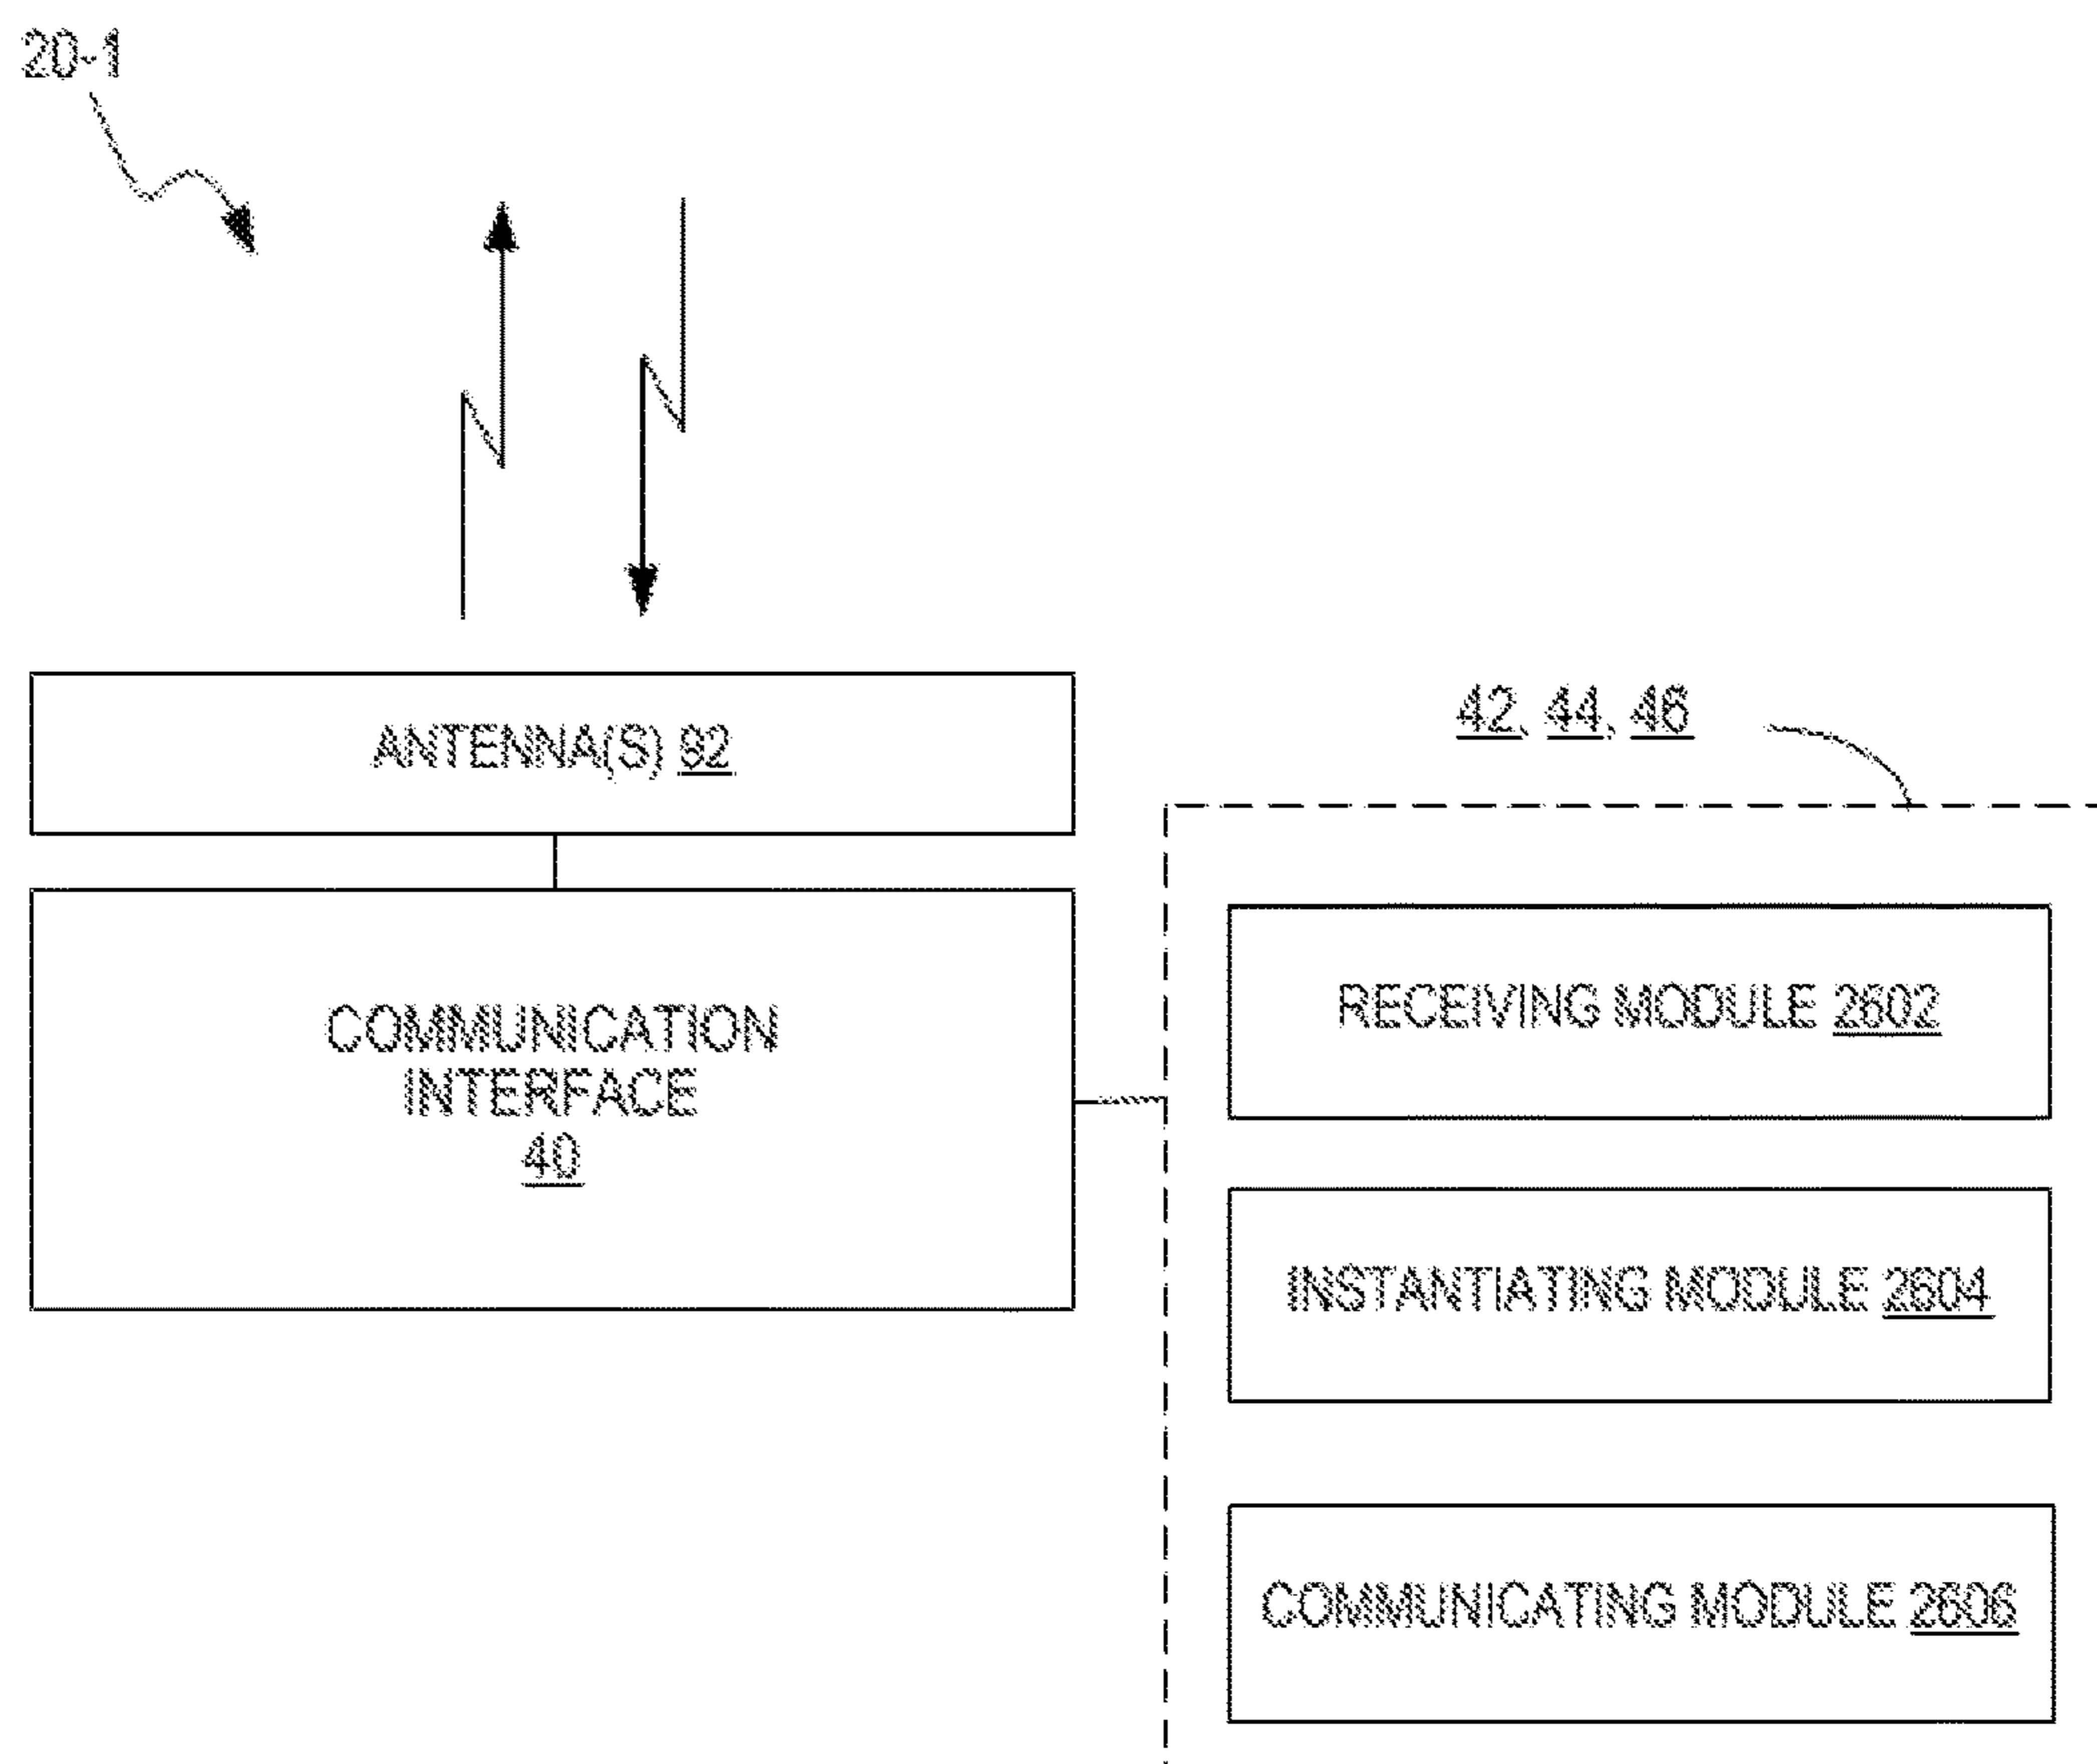 20-1
ANTENNA(S) 92
42, 44, 46
COMMUNICATION
INTERFACE
40
RECEIVING MODULE 2602
INSTANTIATING MODULE 2604
COMMUNICATING MODULE 2606